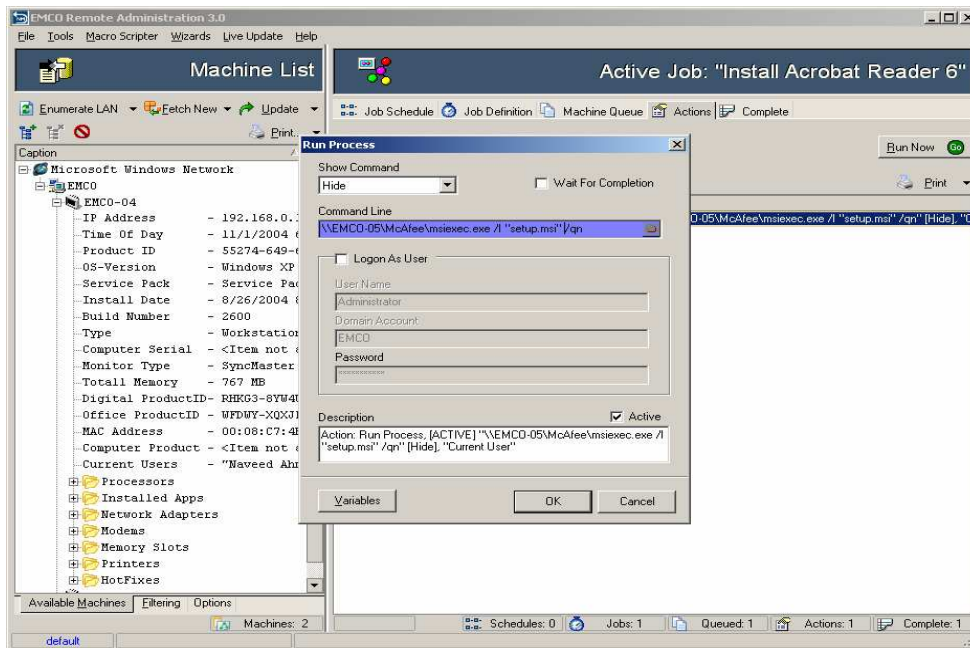 EMCO Remote Administration 3.0
File Tools Macro Scripter Wizards Live Update Help
Machine List
Active Job: "Install Acrobat Reader 6"
Enumerate LAN Fetch New Update
Job Schedule Job Definition Machine Queue Actions Complete
Print..
Run Now Go
Print
Caption
Microsoft Windows Network
EMCO
EMCO-04
IP Address - 192.168.0.
Time Of Day - 11/1/2004
Product ID - 55274-649-
OS-Version - Windows XP
Service Pack - Service Pa
Install Date - 8/26/2004
Build Number - 2600
Type - Workstation
Computer Serial - <Item not
Monitor Type - SyncMaster
Totall Memory - 767 MB
Digital ProductID- RHKG3-8YW4
Office ProductID - WFDWY-XQXJ
MAC Address - 00:08:C7:4
Computer Product - <Item not
Current Users - "Naveed Ah
Processors
Installed Apps
Network Adapters
Modems
Memory Slots
Printers
HotFixes
Available Machines Filtering Options
Machines: 2
default
Run Process
Show Command
Hide
Wait For Completion
Command Line
\\EMCO-05\McAfee\msiexec.exe /I "setup.msi" /qn
Logon As User
User Name
Administrator
Domain Account
EMCO
Password
Description
Active
Action: Run Process, [ACTIVE] "\\EMCO-05\McAfee\msiexec.exe /I
"setup.msi" /qn" [Hide], "Current User"
Variables OK Cancel
O-05\McAfee\msiexec.exe /I "setup.msi" /qn" [Hide], "C
Schedules: 0 Jobs: 1 Queued: 1 Actions: 1 Complete: 1